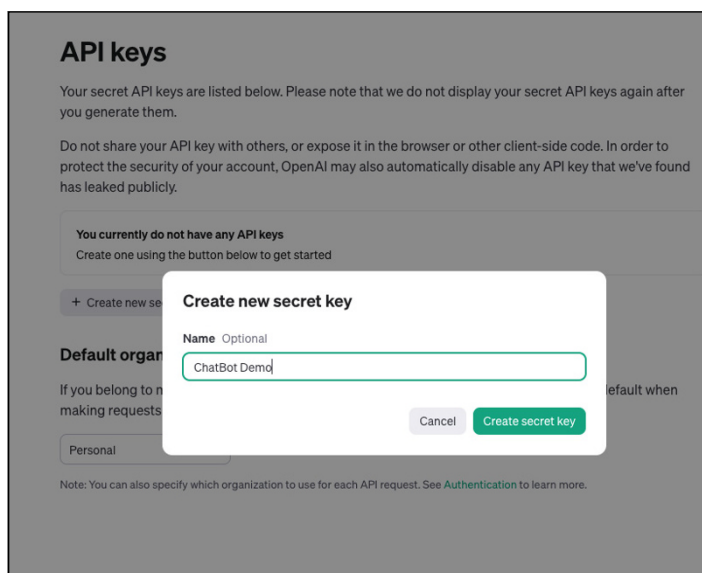 API keys
Your secret API keys are listed below. Please note that we do not display your secret API keys again after
you generate them.
Do not share your API key with others, or expose it in the browser or other client-side code. In order to
protect the security of your account, OpenAI may also automatically disable any API key that we've found
has leaked publicly.
You currently do not have any API keys
Create one using the button below to get started
+ Create new se
Create new secret key
Name Optional
ChatBot Demo
Cancel
Create secret key
Default organ
If you belong to m
efault when
making requests
Personal
Note: You can also specify which organization to use for each API request. See Authentication to learn more.